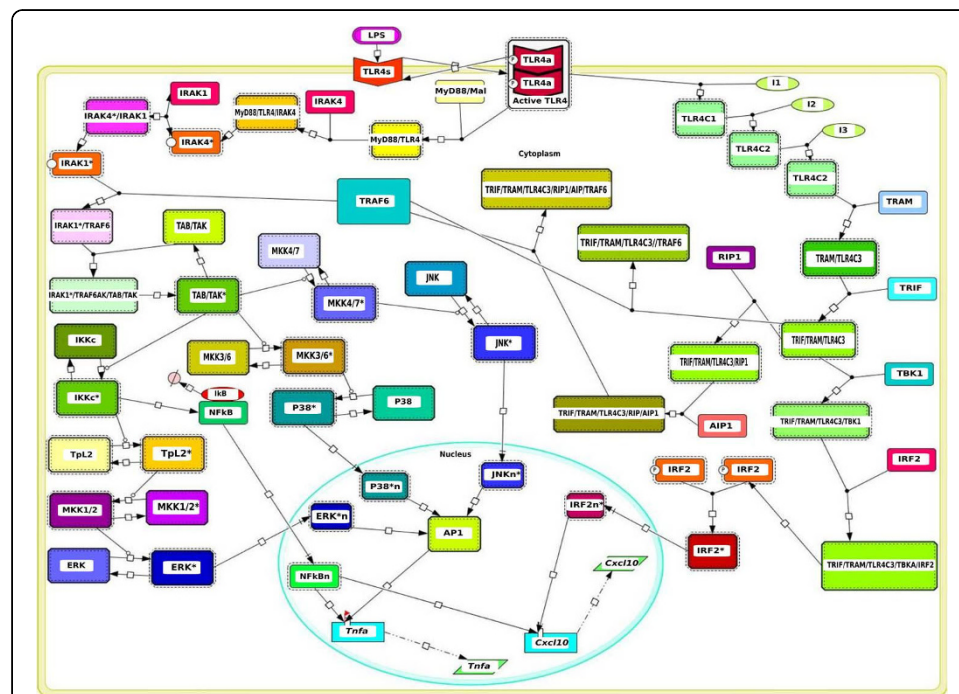 LPS
TLR4s
P
TLR4a
P
TLR4a
Active TLR4
MyD88/Mal
I1
I2
I3
IRAK1
IRAK4
IRAK4*/IRAK1
MyD88/TLR4/IRAK4
IRAK4*
MyD88/TLR4
IRAK1*
TLR4C1
TLR4C2
TLR4C2
Cytoplasm
TRIF/TRAM/TLR4C3/RIP1/AIP/TRAF6
TRAF6
TRAM
IRAK1*/TRAF6
TAB/TAK
MKK4/7
TRIF/TRAM/TLR4C3//TRAF6
RIP1
TRAM/TLR4C3
JNK
TRIF
IRAK1*/TRAF6AK/TAB/TAK
TAB/TAK*
MKK4/7*
JNK*
TRIF/TRAM/TLR4C3
IKKc
MKK3/6
MKK3/6*
TRIF/TRAM/TLR4C3/RIP1
TBK1
IKKc*
IkB
NFkB
P38*
P38
TRIF/TRAM/TLR4C3/RIP/AIP1
AIP1
TRIF/TRAM/TLR4C3/TBK1
TpL2
TpL2*
Nucleus
P38*n
JNKn*
P
IRF2
P
IRF2
IRF2
MKK1/2
MKK1/2*
ERK*n
AP1
IRF2n*
IRF2*
ERK
ERK*
NFkBn
Cxcl10
TRIF/TRAM/TLR4C3/TBKA/IRF2
Tnfa
Cxcl10
Tnfa